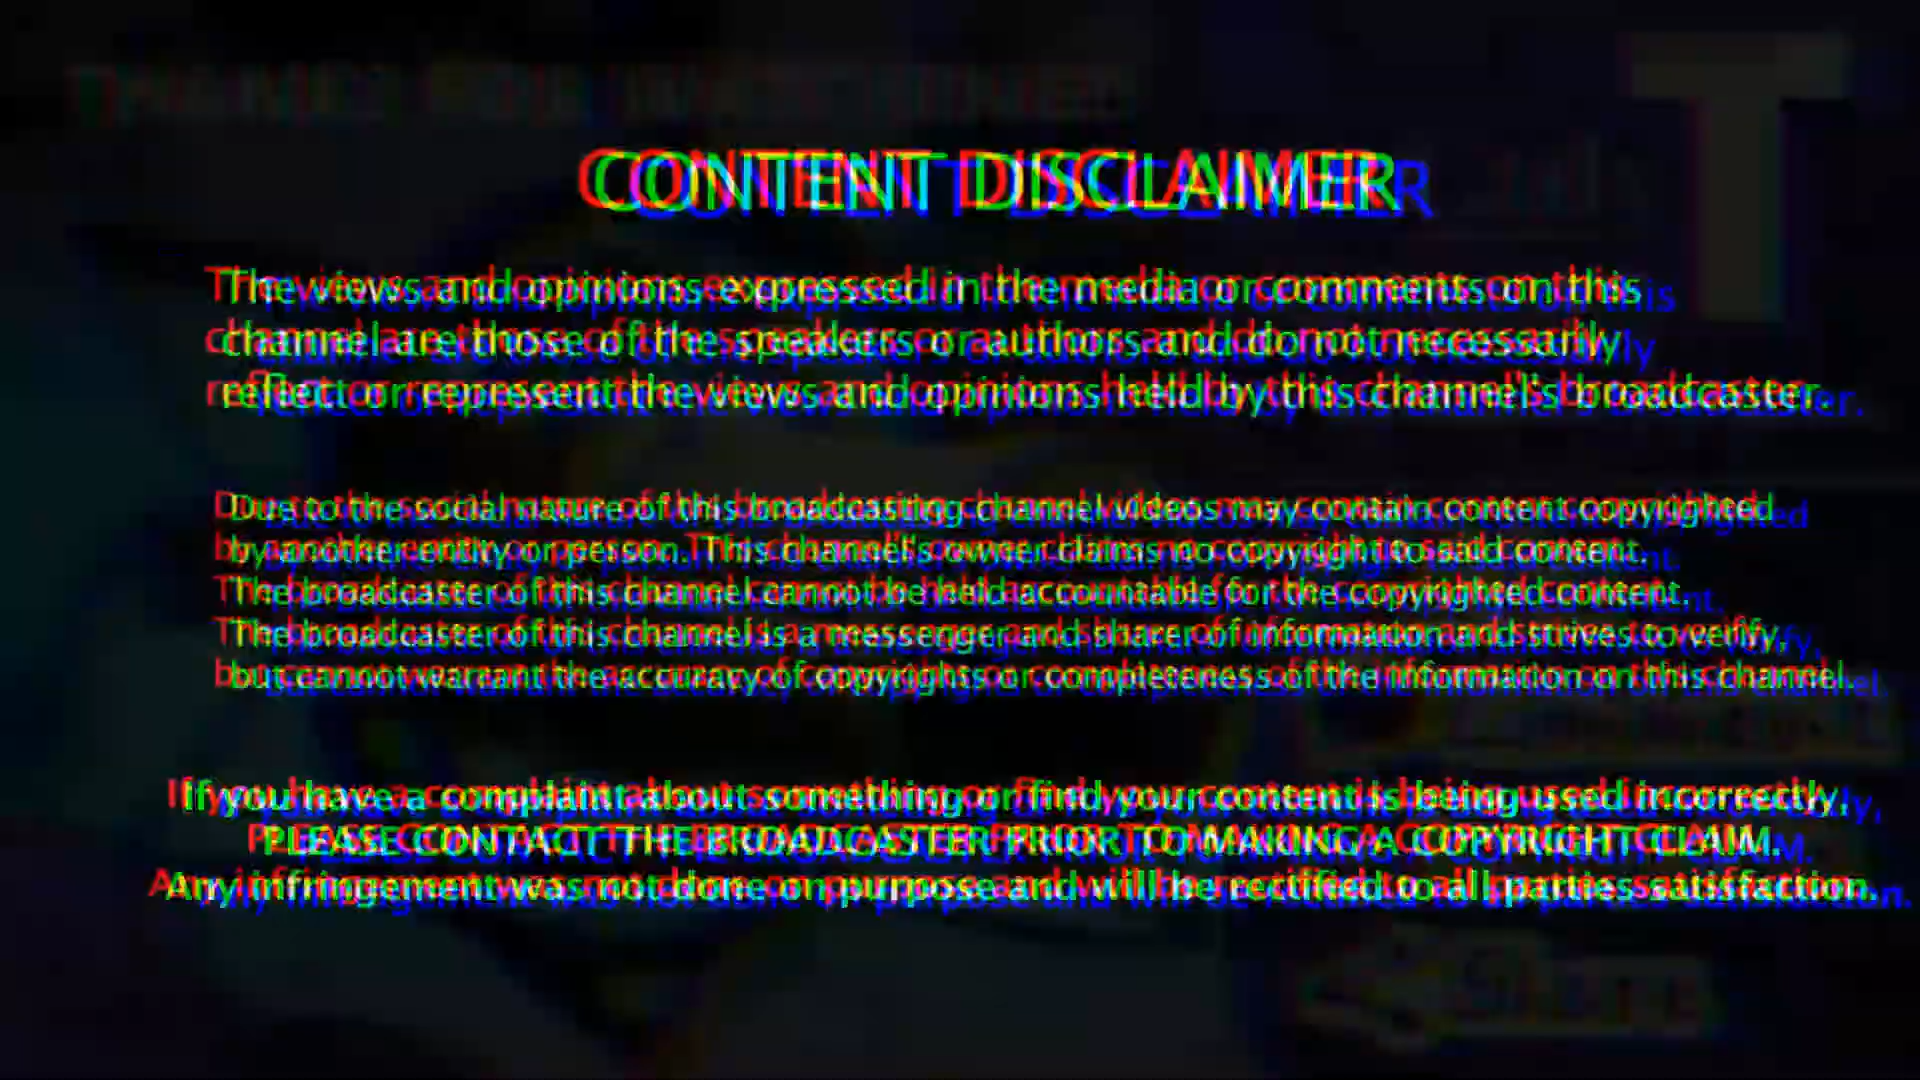 THANKS FOR WATCHING!
T
CONTENT DISCLAIMER
The views and opinions expressed in the media or comments on this
channel are those of the speakers or authors and do not necessarily
reflect or represent the views and opinions held by this channel's broadcaster.
Due to the social nature of this broadcasting channel videos may contain content copyrighted
by another entity or person. This channel's owner claims no copyright to said content.
The broadcaster of this channel cannot be held accountable for the copyrighted content.
The broadcaster of this channel is a messenger and sharer of information and strives to verify,
but cannot warrant the accuracy of copyrights or completeness of the information on this channel.
If you have a complaint about something or find your content is being used incorrectly,
PLEASE CONTACT THE BROADCASTER PRIOR TO MAKING A COPYRIGHT CLAIM.
Any infringement was not done on purpose and will be rectified to all parties satisfaction.
Share